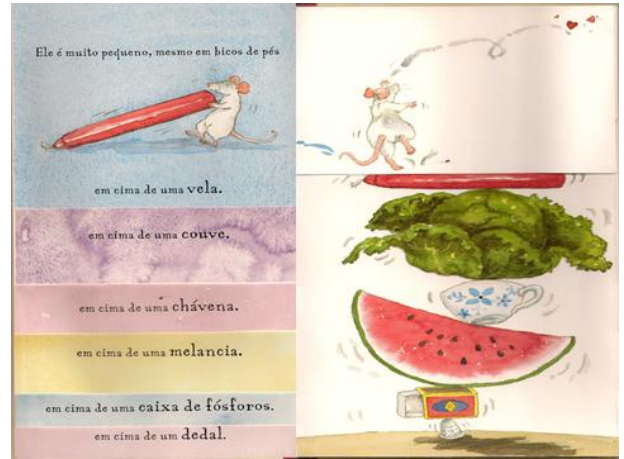 Ele é muito pequeno, mesmo em bicos de pés
em cima de uma vela.
em cima de uma couve.
em cima de uma chávena.
em cima de uma melancia.
em cima de uma caixa de fósforos.
em cima de um dedal.